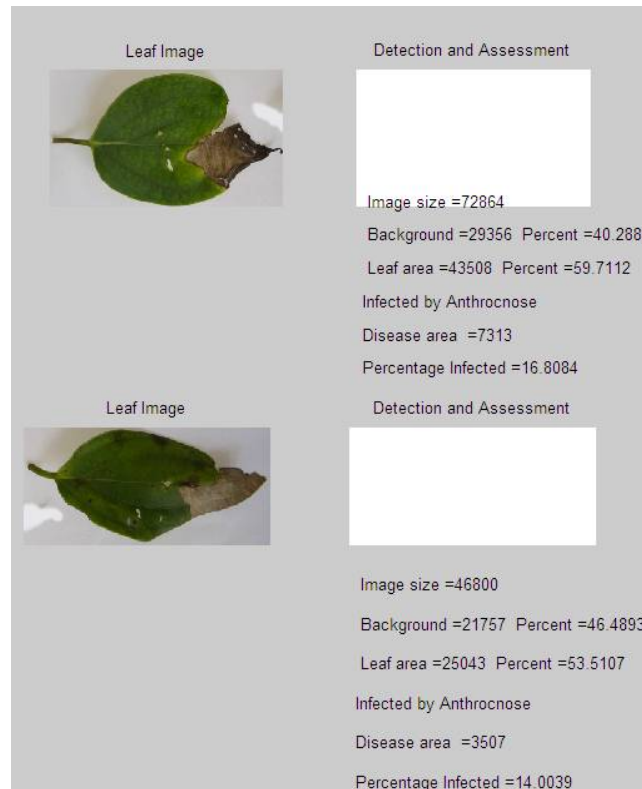 Leaf Image
Detection and Assessment
Image size =72864
Background =29356 Percent =40.288
Leaf area =43508 Percent =59.7112
Infected by Anthrocnose
Disease area =7313
Percentage Infected =16.8084
Leaf Image
Detection and Assessment
Image size =46800
Background =21757 Percent =46.4893
Leaf area =25043 Percent =53.5107
Infected by Anthrocnose
Disease area =3507
Percentage Infected =14.0039